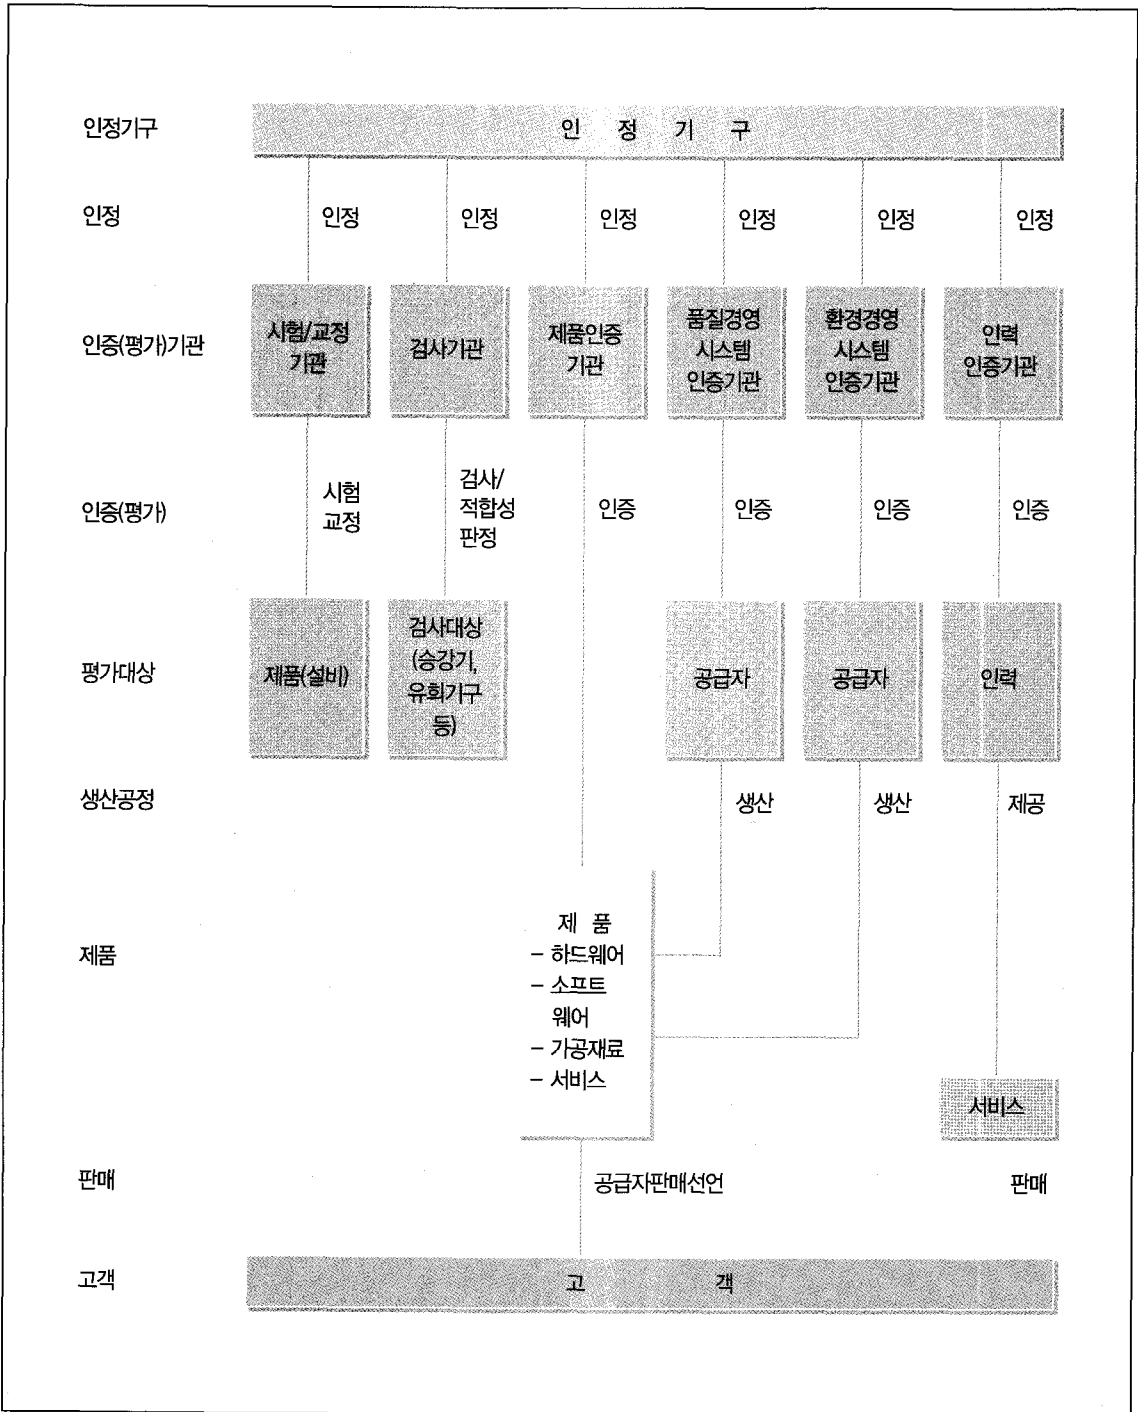 인정기구
인 정 기 구
인정
인정
인정
인정
인정
인정
인정
인증(평가)기관
시험/교정
기관
검사기관
제품인증
기관
품질경영
시스템
인증기관
환경경영
시스템
인증기관
인력
인증기관
인증(평가)
시험
교정
검사/
적합성
판정
인증
인증
인증
인증
평가대상
제품(설비)
검사대상
(승강기,
유희기구
등)
공급자
공급자
인력
생산공정
생산
생산
제공
제품
제 품
– 하드웨어
– 소프트
웨어
– 가공재료
– 서비스
서비스
판매
공급자판매선언
판매
고객
고 객